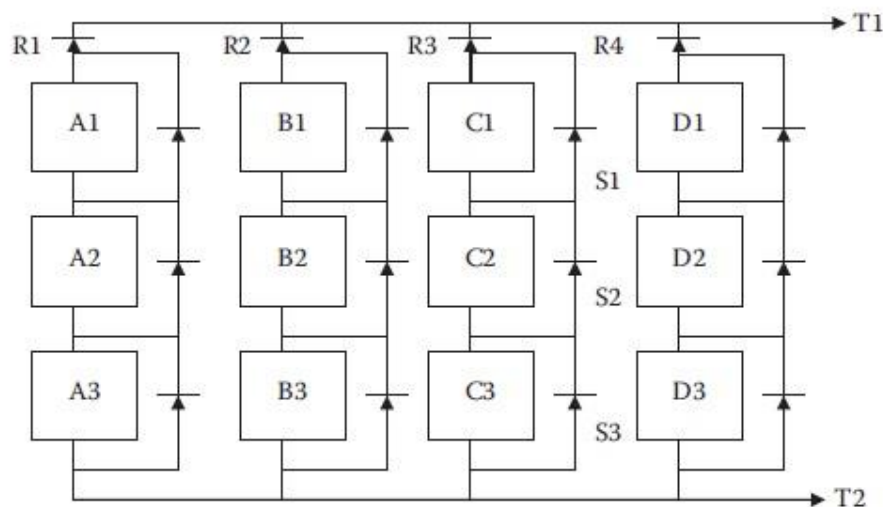 T1
R1 R2 R3 R4
A1 B1 C1 D1
S1
A2 B2 C2 D2
S2
A3 B3 C3 D3
S3
T2